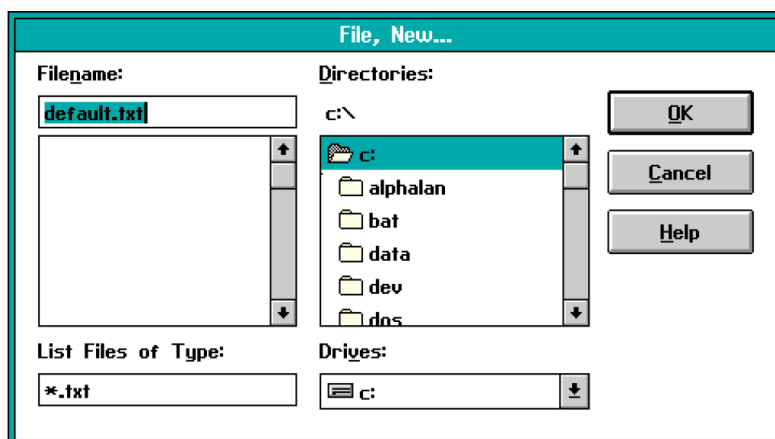 File, New...
Filename:
default.txt
Directories:
c:\
c:
alphalan
bat
data
dev
dos
OK
Cancel
Help
List Files of Type:
*.txt
Drives:
c: